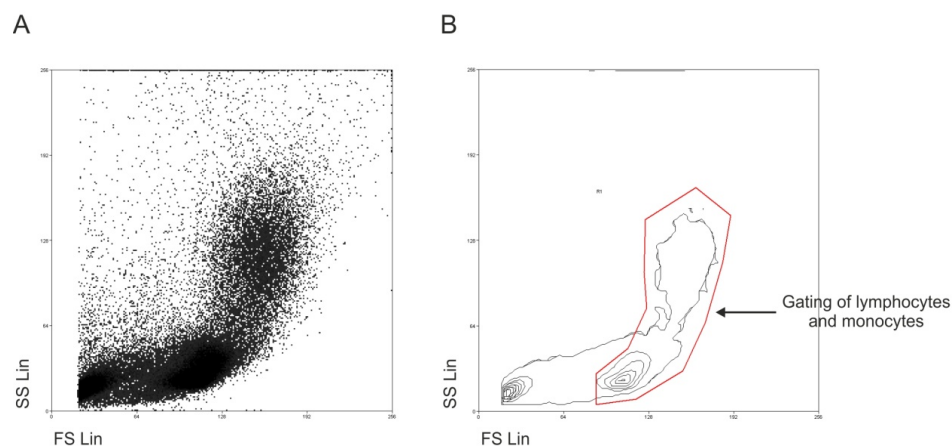 A
B
256
192
128
64
0
SS Lin
0
64
128
192
256
FS Lin
256
192
128
64
0
SS Lin
R1
0
64
128
192
256
FS Lin
Gating of lymphocytes
and monocytes